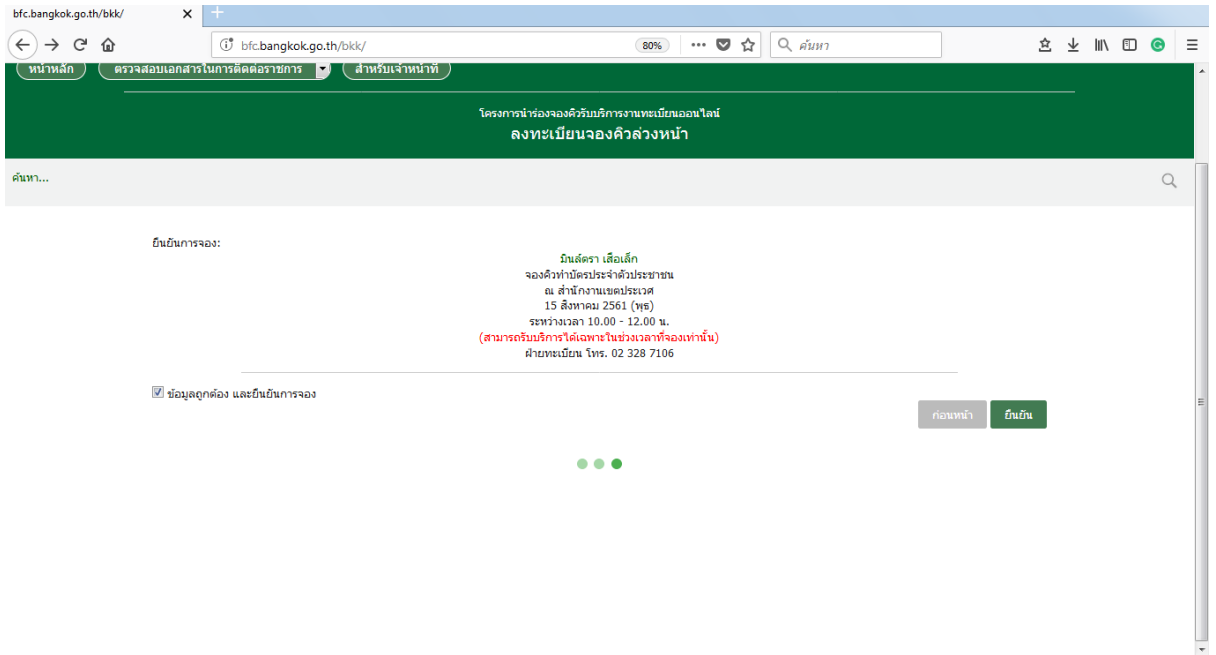 bfc.bangkok.go.th/bkk/
bfc.bangkok.go.th/bkk/
80%
ค้นหา
หน้าหลัก
ตรวจสอบเอกสารในการติดต่อราชการ
สำหรับเจ้าหน้าที่
โครงการนำร่องจองคิวรับบริการงานทะเบียนออนไลน์
ลงทะเบียนจองคิวล่วงหน้า
ค้นหา...
ยืนยันการจอง:
มินล์ตรา เสือเล็ก
จองคิวทำบัตรประจำตัวประชาชน
ณ สำนักงานเขตประเวศ
15 สิงหาคม 2561 (พุธ)
ระหว่างเวลา 10.00 - 12.00 น.
(สามารถรับบริการได้เฉพาะในช่วงเวลาที่จองเท่านั้น)
ฝ่ายทะเบียน โทร. 02 328 7106
ข้อมูลถูกต้อง และยืนยันการจอง
ก่อนหน้า
ยืนยัน